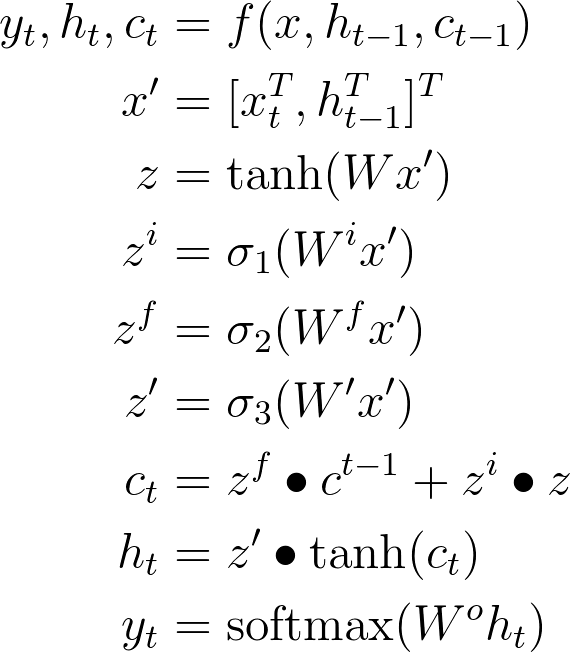 y_t, h_t, c_t = f(x, h_{t-1}, c_{t-1})
x' = [x_t^T, h_{t-1}^T]^T
z = tanh(Wx')
z^i = σ_1(W^i x')
z^f = σ_2(W^f x')
z' = σ_3(W'x')
c_t = z^f • c^{t-1} + z^i • z
h_t = z' • tanh(c_t)
y_t = softmax(W^o h_t)